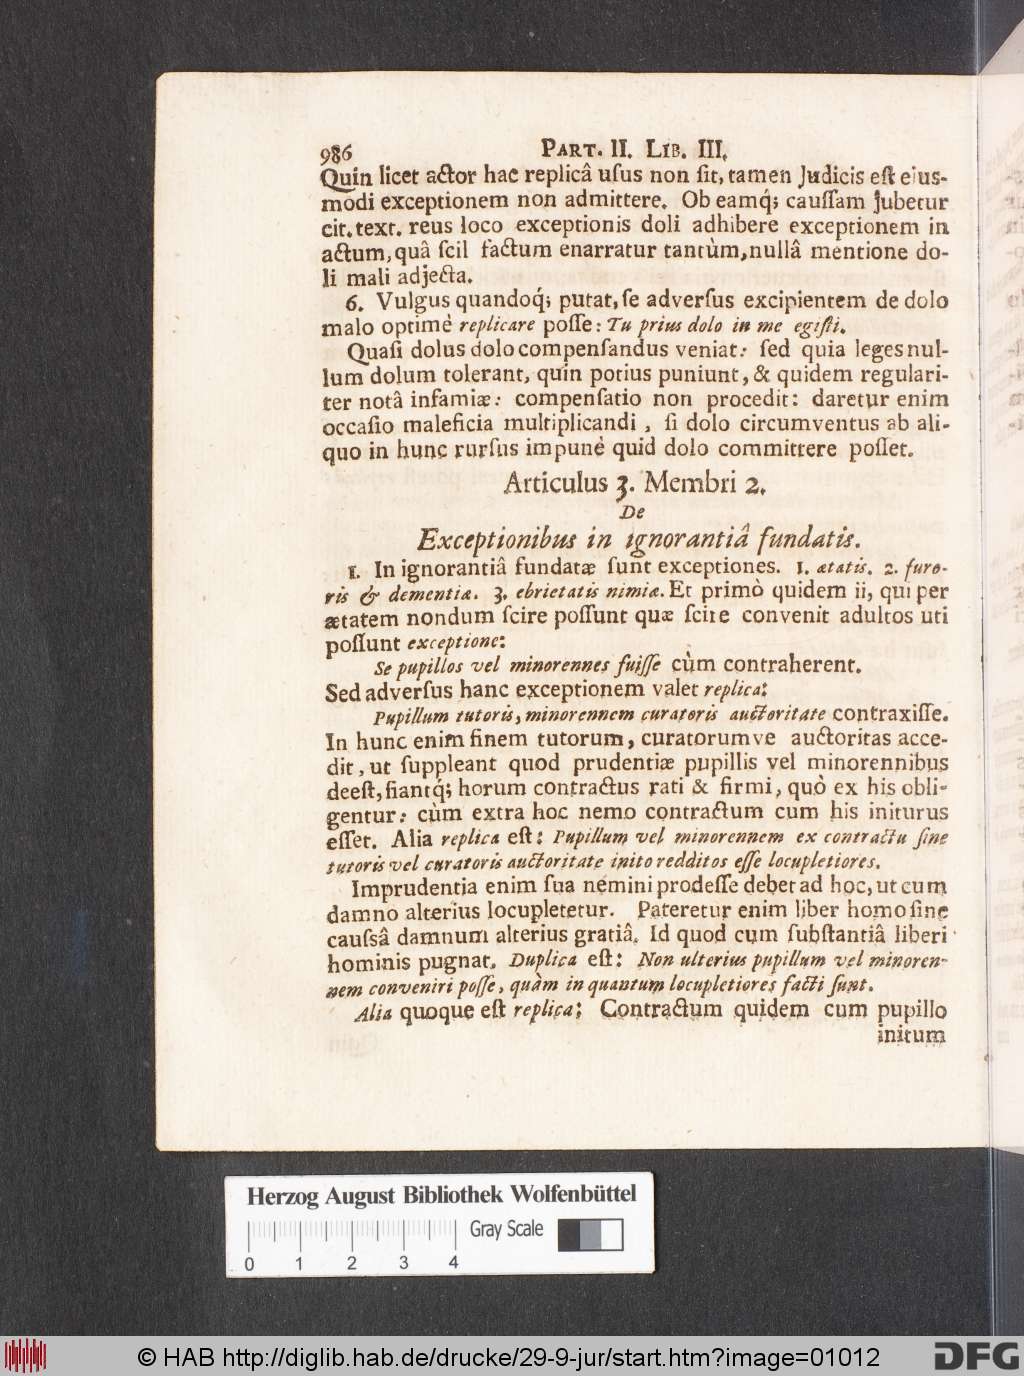 986 PART. II. LIB. III.
Quin licet actor hac replicâ uſus non ſit, tamen Judicis eſt ejus-
modi exceptionem non admittere. Ob eamq́; cauſſam jubetur
cit. text. reus loco exceptionis doli adhibere exceptionem in
actum, quâ ſcil factum enarratur tantùm, nullâ mentione do-
li mali adjecta.
6. Vulgus quandoq́; putat, ſe adverſus excipientem de dolo
malo optimè replicare poſſe: Tu prius dolo in me egiſti.
Quaſi dolus dolo compenſandus veniat: ſed quia leges nul-
lum dolum tolerant, quin potius puniunt, & quidem regulari-
ter notâ infamiæ: compenſatio non procedit: daretur enim
occaſio maleficia multiplicandi, ſi dolo circumventus ab ali-
quo in hunc rurſus impunè quid dolo committere poſſet.
Articulus 3. Membri 2.
De
Exceptionibus in ignorantiâ fundatis.
1. In ignorantiâ fundatæ ſunt exceptiones. 1. ætatis. 2. furo-
ris & dementiæ. 3. ebrietatis nimiæ. Et primò quidem ii, qui per
ætatem nondum ſcire poſſunt quæ ſcire convenit adultos uti
poſſunt exceptione:
Se pupillos vel minorennes fuiſſe cùm contraherent.
Sed adverſus hanc exceptionem valet replica:
Pupillum tutoris, minorennem curatoris auctoritate contraxiſſe.
In hunc enim finem tutorum, curatorumve auctoritas acce-
dit, ut ſuppleant quod prudentiæ pupillis vel minorennibus
deeſt, fiantq́; horum contractus rati & firmi, quò ex his obli-
gentur: cùm extra hoc nemo contractum cum his initurus
eſſet. Alia replica eſt: Pupillum vel minorennem ex contractu ſine
tutoris vel curatoris auctoritate inito redditos eſſe locupletiores.
Imprudentia enim ſua nemini prodeſſe debet ad hoc, ut cum
damno alterius locupletetur. Pateretur enim liber homo ſine
cauſsâ damnum alterius gratiâ. Id quod cum ſubſtantiâ liberi
hominis pugnat. Duplica eſt: Non ulterius pupillum vel minoren-
nem conveniri poſſe, quàm in quantum locupletiores facti ſunt.
Alia quoque eſt replica: Contractum quidem cum pupillo
initum
Herzog August Bibliothek Wolfenbüttel
Gray Scale
0 1 2 3 4
© HAB http://diglib.hab.de/drucke/29-9-jur/start.htm?image=01012
DFG